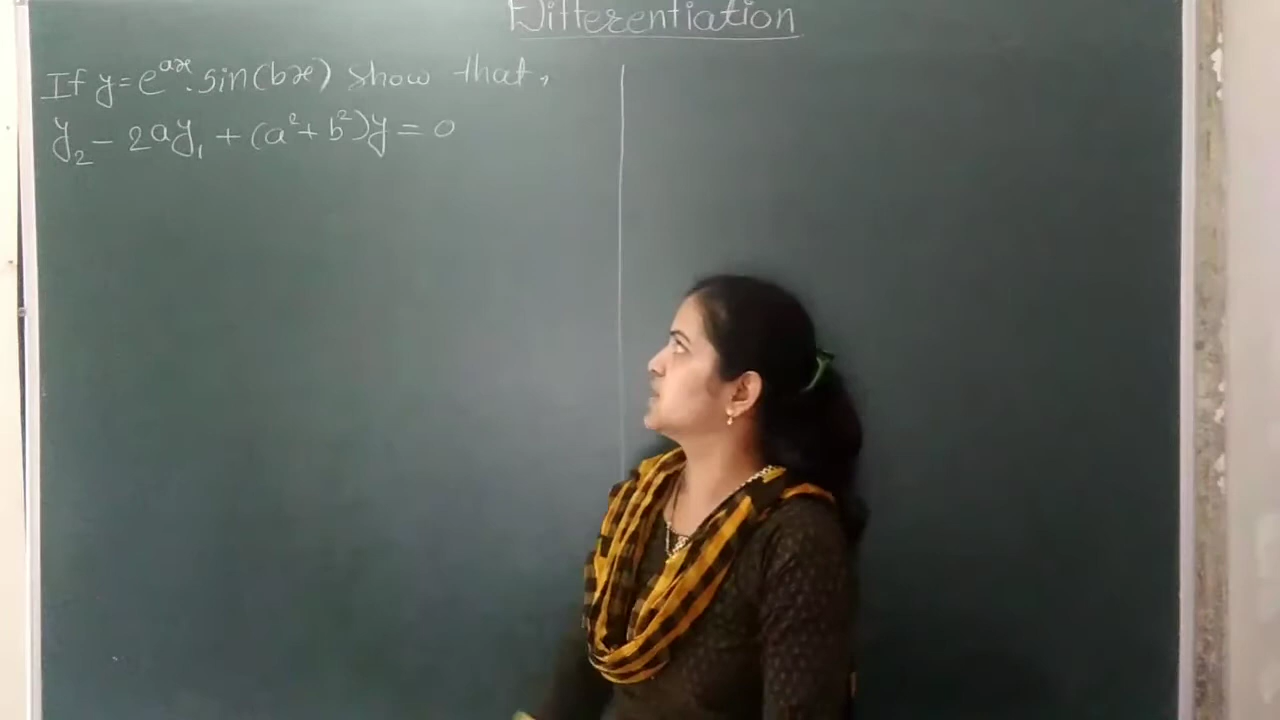 Differentiation
If y = e^{ax}.sin(bx) show that,
y₂ - 2ay₁ + (a² + b²)y = 0